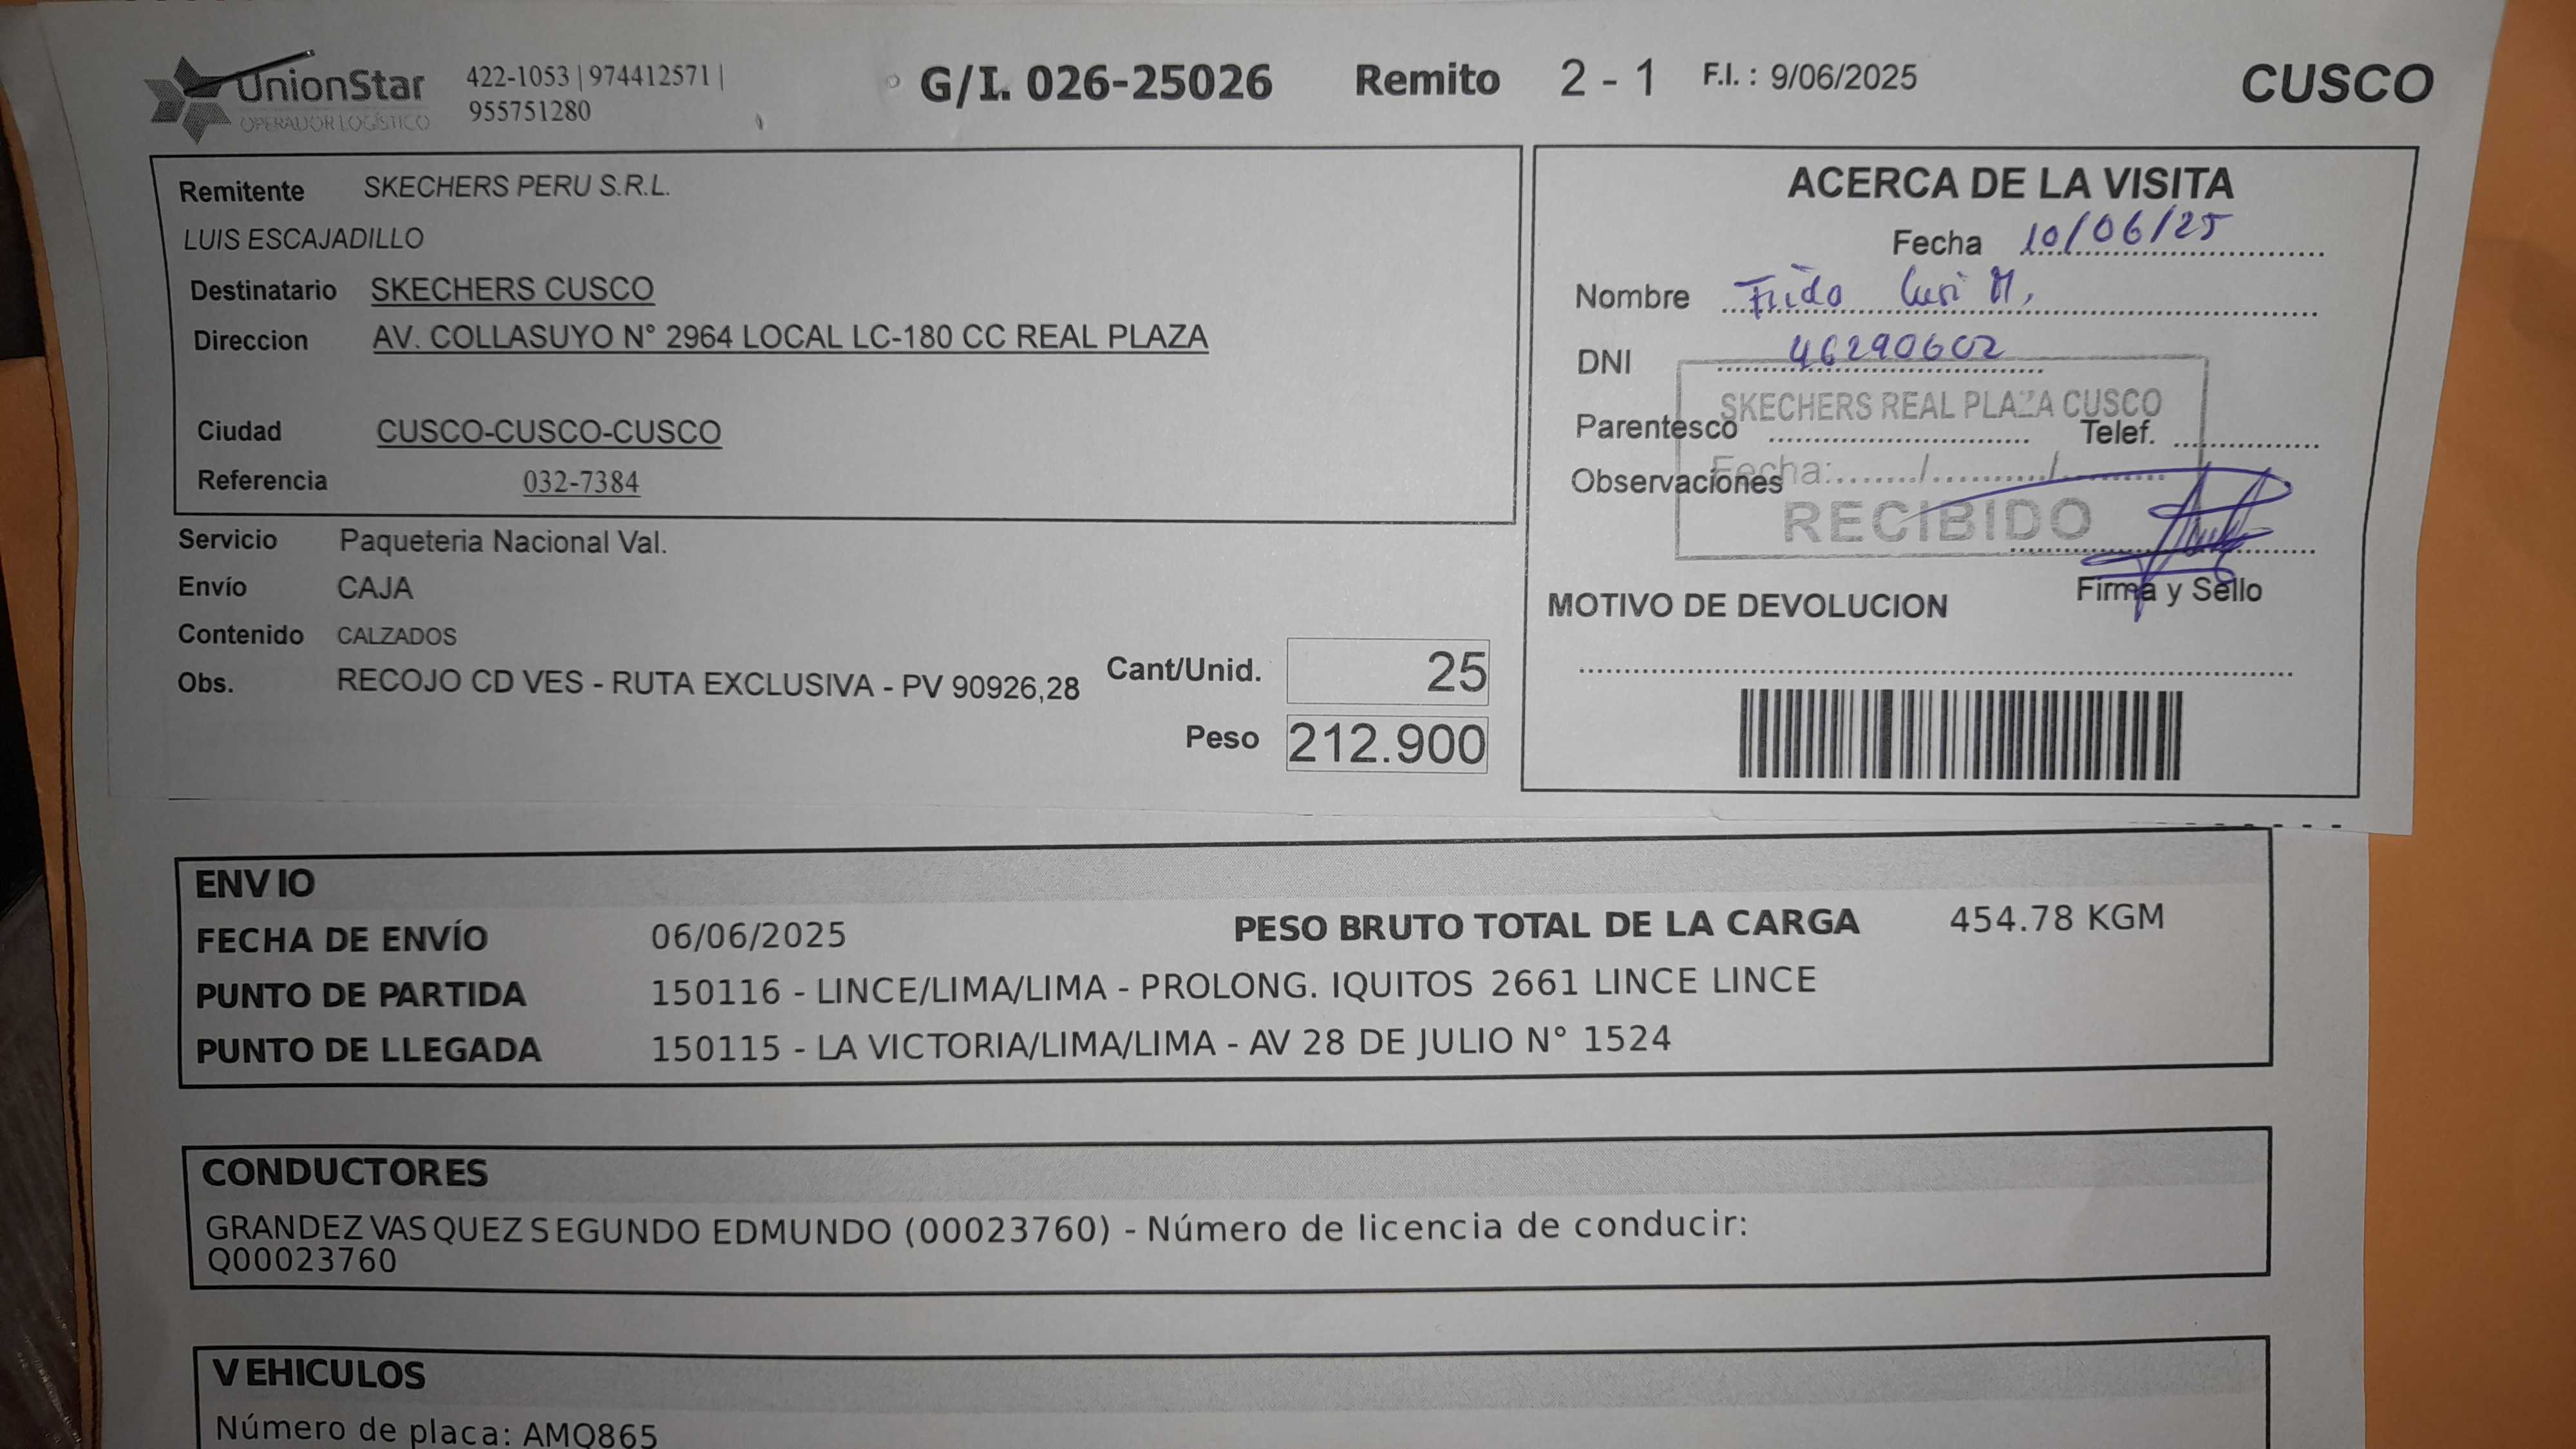 UnionStar
OPERADOR LOGÍSTICO
422-1053 | 974412571 |
955751280
G/I. 026-25026 Remito 2 - 1 F.I. : 9/06/2025 CUSCO
Remitente SKECHERS PERU S.R.L.
LUIS ESCAJADILLO
Destinatario SKECHERS CUSCO
Direccion AV. COLLASUYO N° 2964 LOCAL LC-180 CC REAL PLAZA
Ciudad CUSCO-CUSCO-CUSCO
Referencia 032-7384
Servicio Paqueteria Nacional Val.
Envío CAJA
Contenido CALZADOS
Obs. RECOJO CD VES - RUTA EXCLUSIVA - PV 90926,28
Cant/Unid. 25
Peso 212.900
ACERCA DE LA VISITA
Fecha 10/06/25
Nombre Frida Cusi M.
DNI 46290602
SKECHERS REAL PLAZA CUSCO
Parentesco Telef.
Fecha:......../............/............
Observaciones
RECIBIDO
Firma y Sello
MOTIVO DE DEVOLUCION
ENVIO
FECHA DE ENVÍO 06/06/2025 PESO BRUTO TOTAL DE LA CARGA 454.78 KGM
PUNTO DE PARTIDA 150116 - LINCE/LIMA/LIMA - PROLONG. IQUITOS 2661 LINCE LINCE
PUNTO DE LLEGADA 150115 - LA VICTORIA/LIMA/LIMA - AV 28 DE JULIO N° 1524
CONDUCTORES
GRANDEZ VASQUEZ SEGUNDO EDMUNDO (00023760) - Número de licencia de conducir:
Q00023760
VEHICULOS
Número de placa: AMQ865